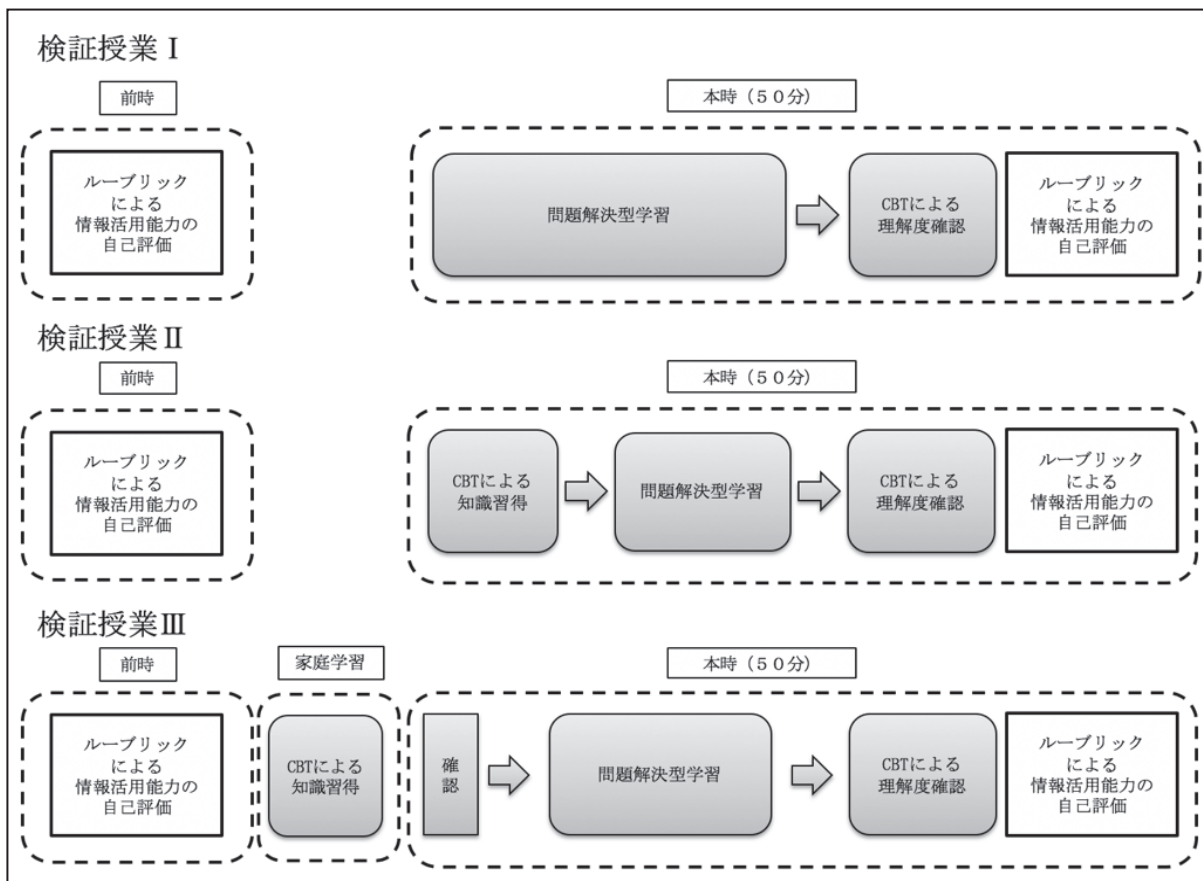 検証授業Ⅰ
前時
本時（５０分）
ルーブリック
による
情報活用能力の
自己評価
問題解決型学習
CBTによる
理解度確認
ルーブリック
による
情報活用能力の
自己評価
検証授業Ⅱ
前時
本時（５０分）
ルーブリック
による
情報活用能力の
自己評価
CBTによる
知識習得
問題解決型学習
CBTによる
理解度確認
ルーブリック
による
情報活用能力の
自己評価
検証授業Ⅲ
前時
家庭学習
本時（５０分）
ルーブリック
による
情報活用能力の
自己評価
CBTによる
知識習得
確
認
問題解決型学習
CBTによる
理解度確認
ルーブリック
による
情報活用能力の
自己評価